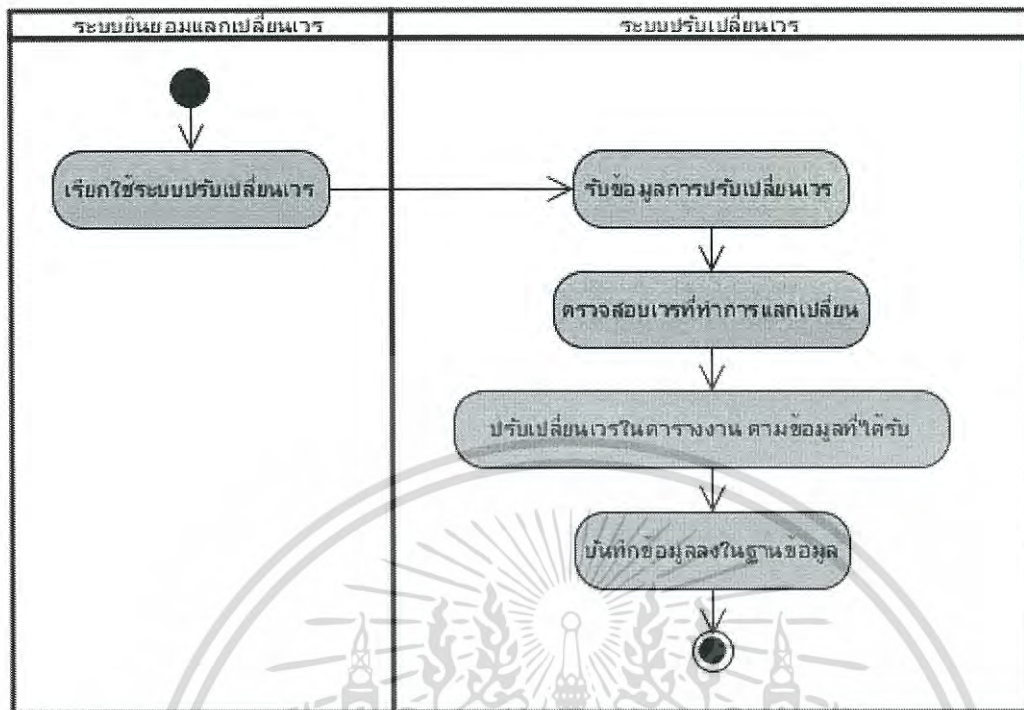 ระบบยินยอมแลกเปลี่ยนเวร
ระบบปรับเปลี่ยนเวร
เรียกใช้ระบบปรับเปลี่ยนเวร
รับข้อมูลการปรับเปลี่ยนเวร
ตรวจสอบเวรที่ทำการแลกเปลี่ยน
ปรับเปลี่ยนเวรในตารางงาน ตามข้อมูลที่ได้รับ
บันทึกข้อมูลลงในฐานข้อมูล